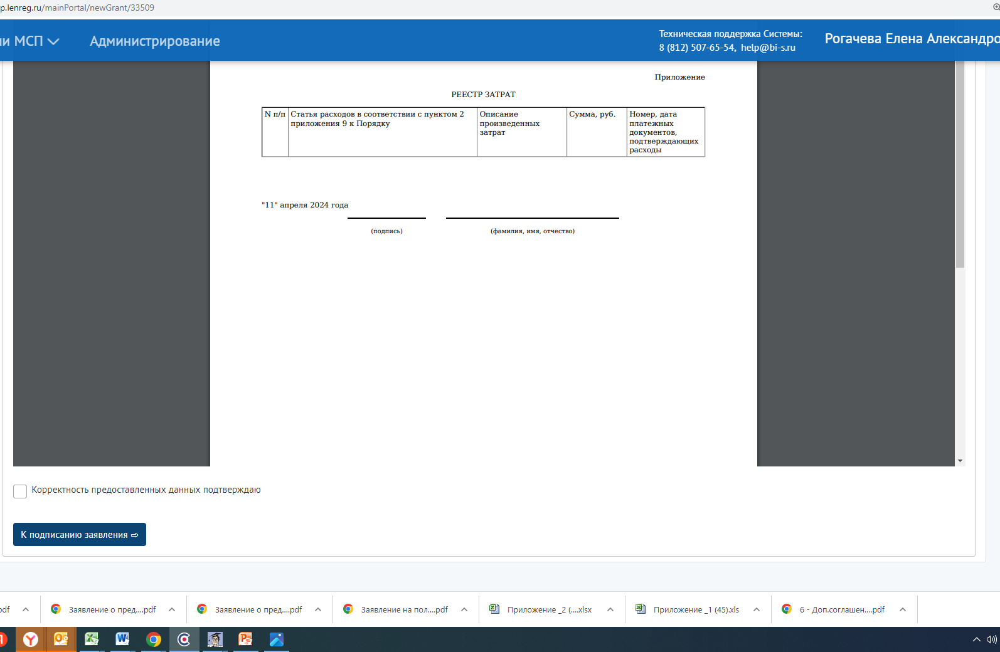 p.lenreg.ru/mainPortal/newGrant/33509
ии МСП
Администрирование
Техническая поддержка Системы:
8 (812) 507-65-54, help@bi-s.ru
Рогачева Елена Александро
Приложение
РЕЕСТР ЗАТРАТ
N п/п
Статья расходов в соответствии с пунктом 2
приложения 9 к Порядку
Описание
произведенных
затрат
Сумма, руб.
Номер, дата
платежных
документов,
подтверждающих
расходы
"11" апреля 2024 года
(подпись)
(фамилия, имя, отчество)
Корректность предоставленных данных подтверждаю
К подписанию заявления ⇨
pdf
Заявление о пред....pdf
Заявление о пред....pdf
Заявление на пол....pdf
Приложение _2 (....xlsx
Приложение _1 (45).xls
6 - Доп.соглашен....pdf